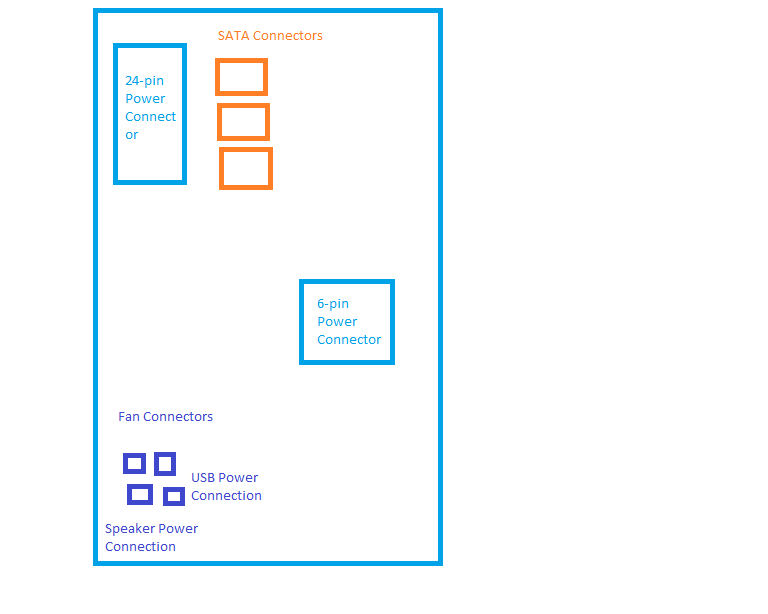 SATA Connectors
24-pin
Power
Connect
or
6-pin
Power
Connector
Fan Connectors
USB Power
Connection
Speaker Power
Connection